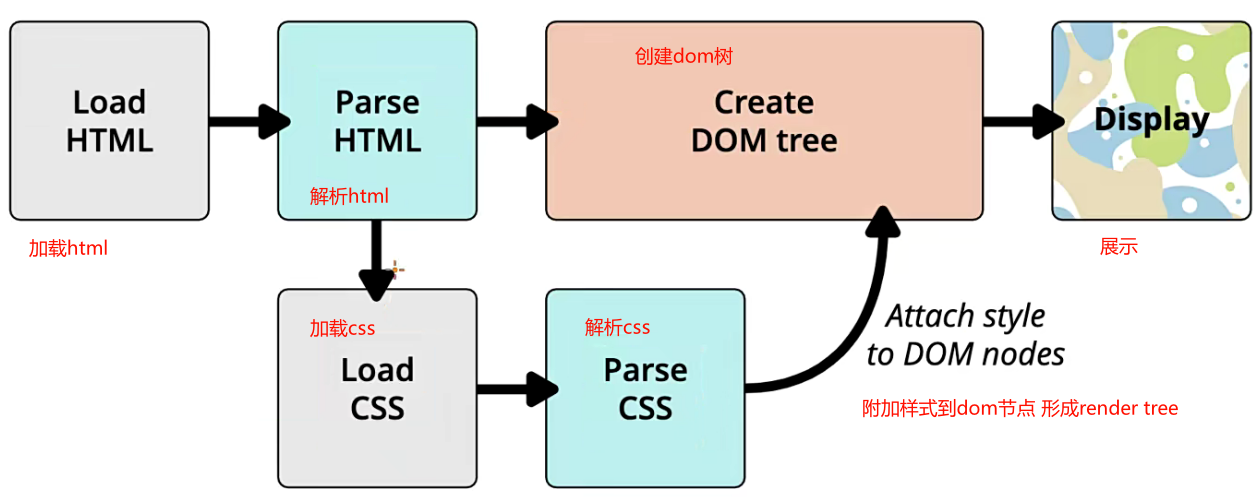 Load
HTML
加载html
Parse
HTML
解析html
创建dom树
Create
DOM tree
Display
展示
加载css
Load
CSS
解析css
Parse
CSS
Attach style
to DOM nodes
附加样式到dom节点 形成render tree